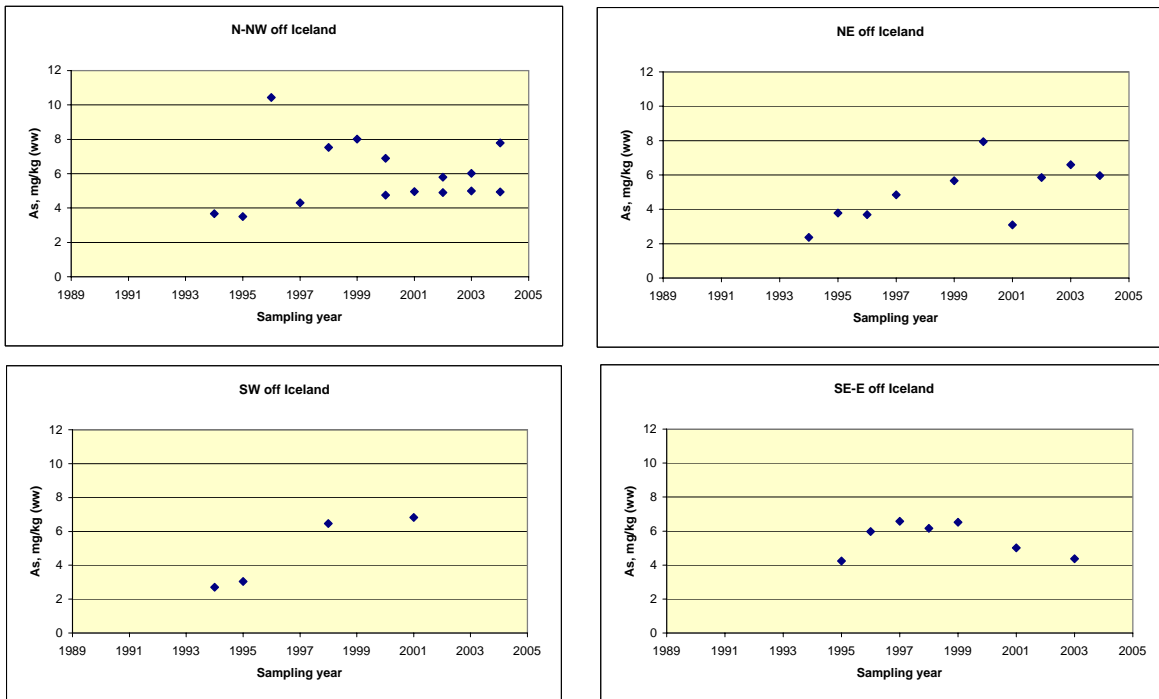 N-NW off Iceland
As, mg/kg (ww)
12
10
8
6
4
2
0
1989 1991 1993 1995 1997 1999 2001 2003 2005
Sampling year
NE off Iceland
As, mg/kg (ww)
12
10
8
6
4
2
0
1989 1991 1993 1995 1997 1999 2001 2003 2005
Sampling year
SW off Iceland
As, mg/kg (ww)
12
10
8
6
4
2
0
1989 1991 1993 1995 1997 1999 2001 2003 2005
Sampling year
SE-E off Iceland
As, mg/kg (ww)
12
10
8
6
4
2
0
1989 1991 1993 1995 1997 1999 2001 2003 2005
Sampling year